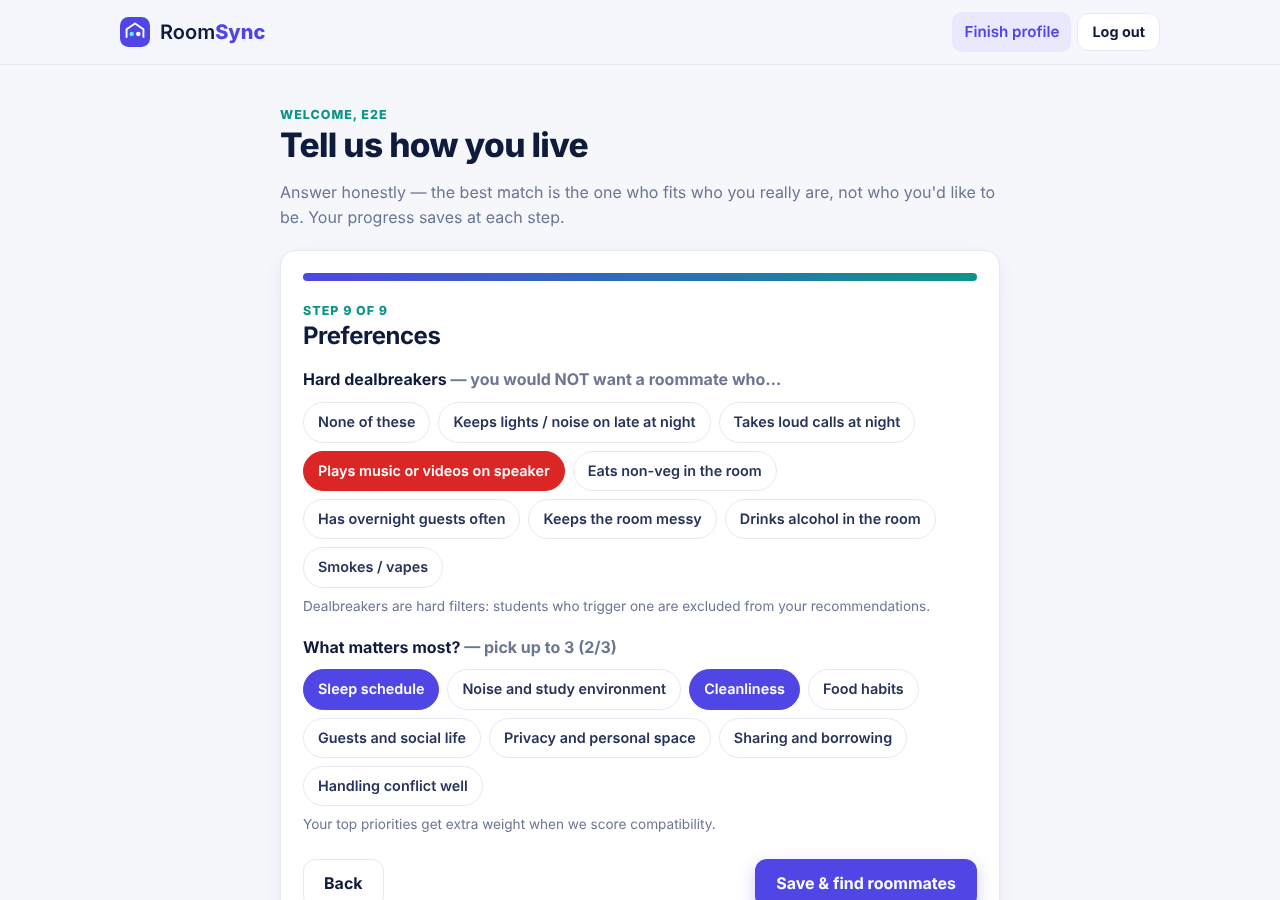 RoomSync
Finish profile
Log out
WELCOME, E2E
Tell us how you live
Answer honestly — the best match is the one who fits who you really are, not who you'd like to
be. Your progress saves at each step.
STEP 9 OF 9
Preferences
Hard dealbreakers — you would NOT want a roommate who…
None of these
Keeps lights / noise on late at night
Takes loud calls at night
Plays music or videos on speaker
Eats non-veg in the room
Has overnight guests often
Keeps the room messy
Drinks alcohol in the room
Smokes / vapes
Dealbreakers are hard filters: students who trigger one are excluded from your recommendations.
What matters most? — pick up to 3 (2/3)
Sleep schedule
Noise and study environment
Cleanliness
Food habits
Guests and social life
Privacy and personal space
Sharing and borrowing
Handling conflict well
Your top priorities get extra weight when we score compatibility.
Back
Save & find roommates